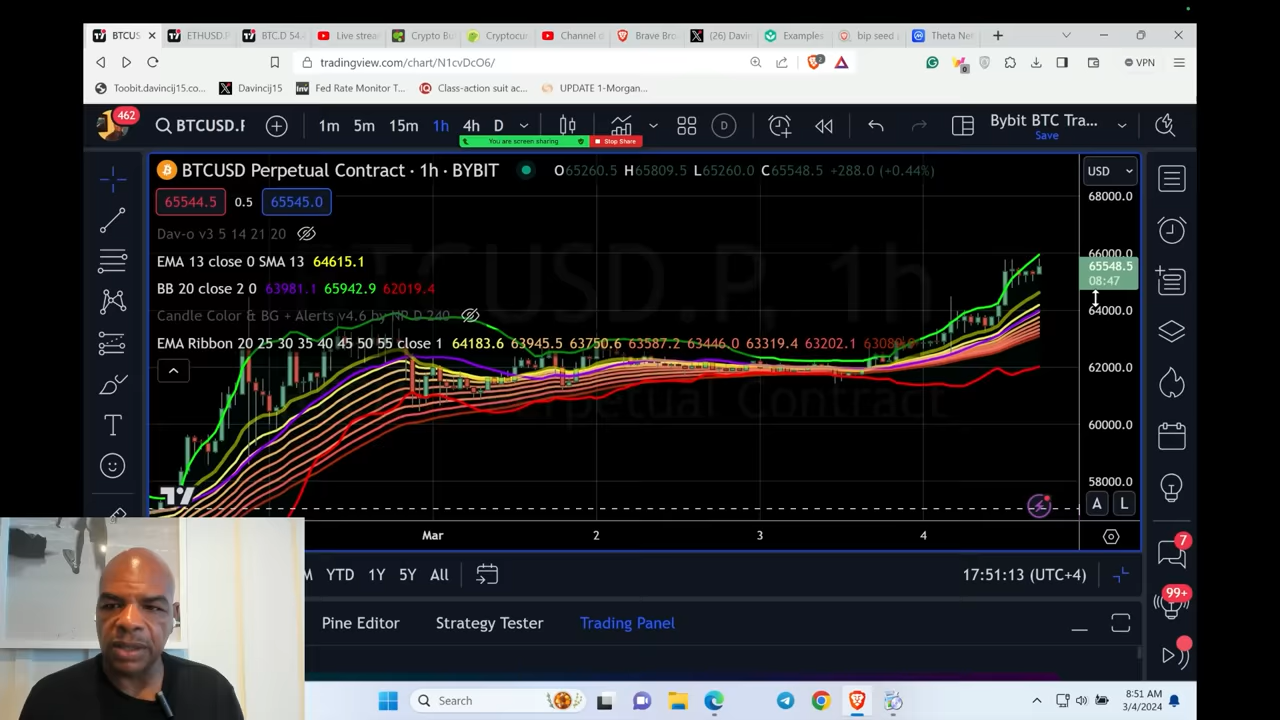 BTCUS
ETHUSD.P
BTC.D 54.
Live strea
Crypto Bu
Cryptocur
Channel d
Brave Bro
(26) Davin
Examples
bip seed
Theta Net
tradingview.com/chart/N1cvDcO6/
2
VPN
Toobit.davincij15.co...
Davincij15
Fed Rate Monitor T...
Class-action suit ac...
UPDATE 1-Morgan...
462
BTCUSD.P
1m 5m 15m 1h 4h D
Bybit BTC Tra...
Save
You are screen sharing
Stop Share
BTCUSD Perpetual Contract · 1h · BYBIT
O65260.5 H65809.5 L65260.0 C65548.5 +288.0 (+0.44%)
USD
65544.5 0.5 65545.0
Dav-o v3 5 14 21 20
EMA 13 close 0 SMA 13 64615.1
BB 20 close 2 0 63981.1 65942.9 62019.4
Candle Color & BG + Alerts v4.6 by NP D 240
EMA Ribbon 20 25 30 35 40 45 50 55 close 1 64183.6 63945.5 63750.6 63587.2 63446.0 63319.4 63202.1
68000.0
66000.0
65548.5
08:47
64000.0
62000.0
60000.0
58000.0
A L
Mar 2 3 4
YTD 1Y 5Y All
17:51:13 (UTC+4)
Pine Editor
Strategy Tester
Trading Panel
7
99+
Search
8:51 AM
3/4/2024